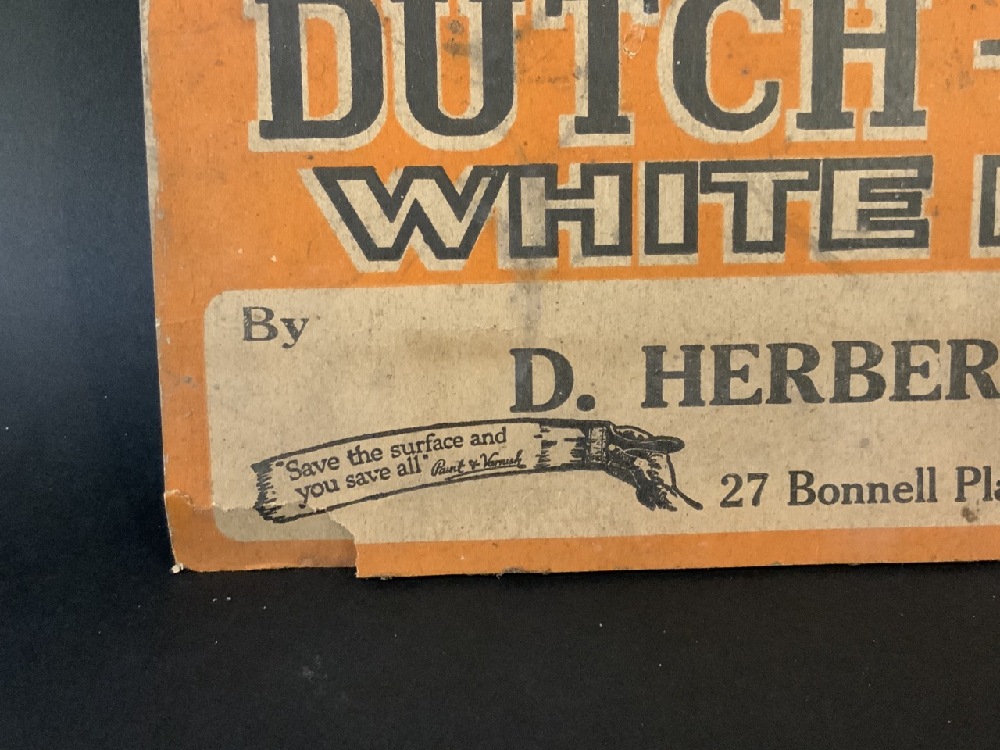 DUTCH -
WHITE
By
D. HERBER
"Save the surface and
you save all" Paint & Varnish
27 Bonnell Pla